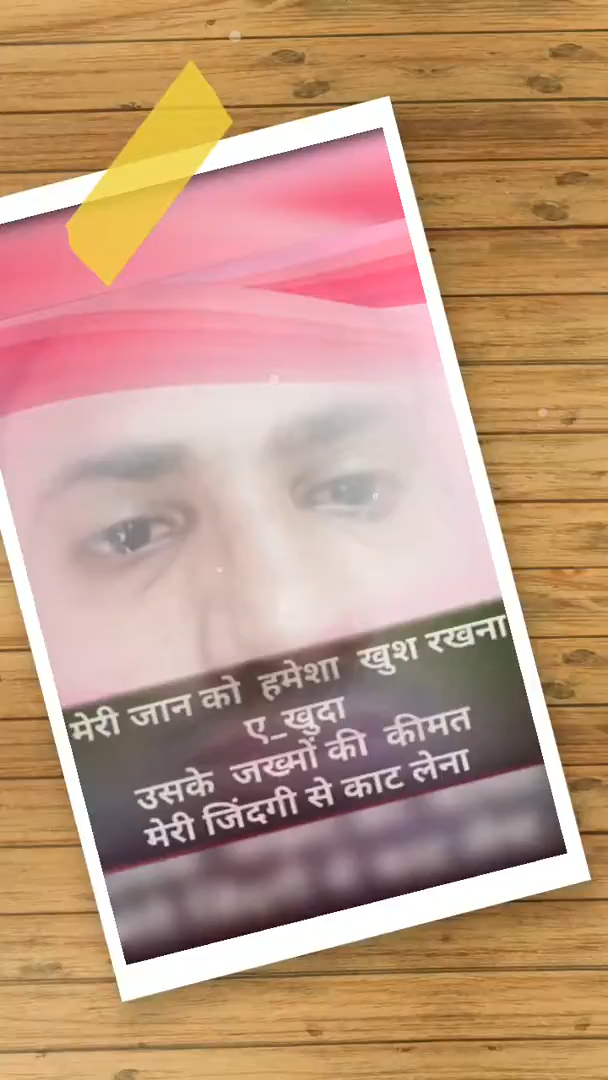 मेरी जान को हमेशा खुश रखना
ए_खुदा
उसके जख्मों की कीमत
मेरी जिंदगी से काट लेना